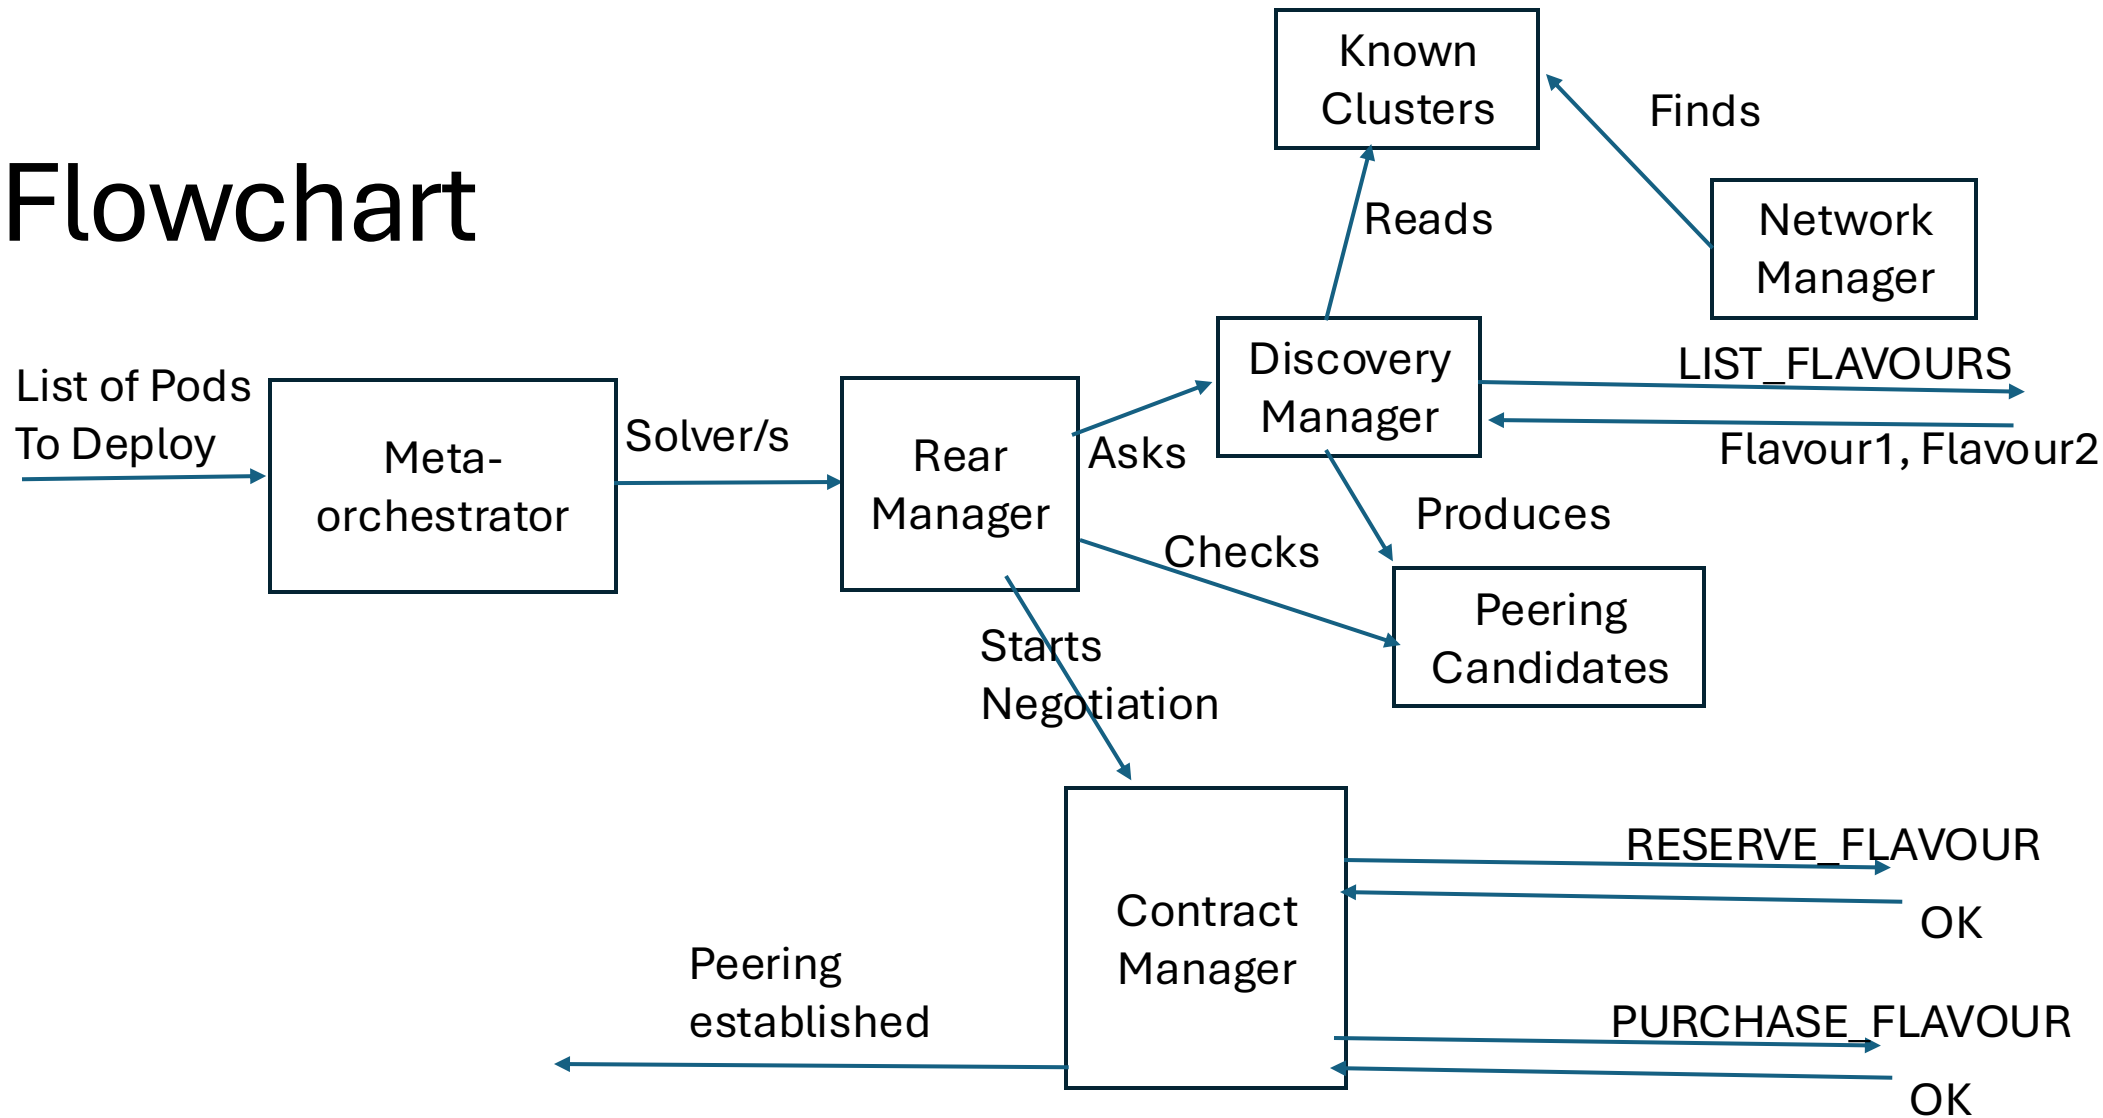 Flowchart
Known
Clusters
Finds
Network
Manager
Reads
List of Pods
To Deploy
Meta-
orchestrator
Solver/s
Rear
Manager
Asks
Discovery
Manager
LIST_FLAVOURS
Flavour1, Flavour2
Produces
Checks
Peering
Candidates
Starts
Negotiation
Contract
Manager
RESERVE_FLAVOUR
OK
PURCHASE_FLAVOUR
OK
Peering
established